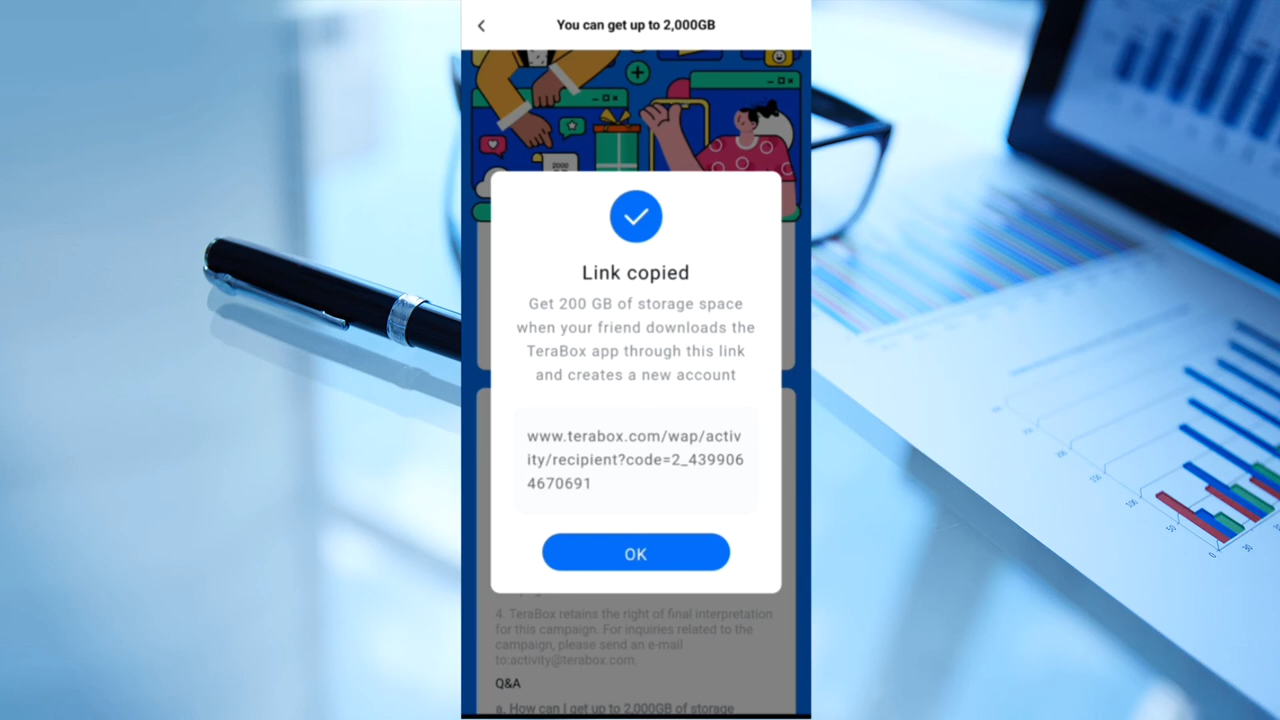 You can get up to 2,000GB
2000
Link copied
Get 200 GB of storage space
when your friend downloads the
TeraBox app through this link
and creates a new account
www.terabox.com/wap/activ
ity/recipient?code=2_439906
4670691
OK
4. TeraBox retains the right of final interpretation
for this campaign. For inquiries related to the
campaign, please send an e-mail
to:activity@terabox.com.
Q&A
a. How can I get up to 2,000GB of storage